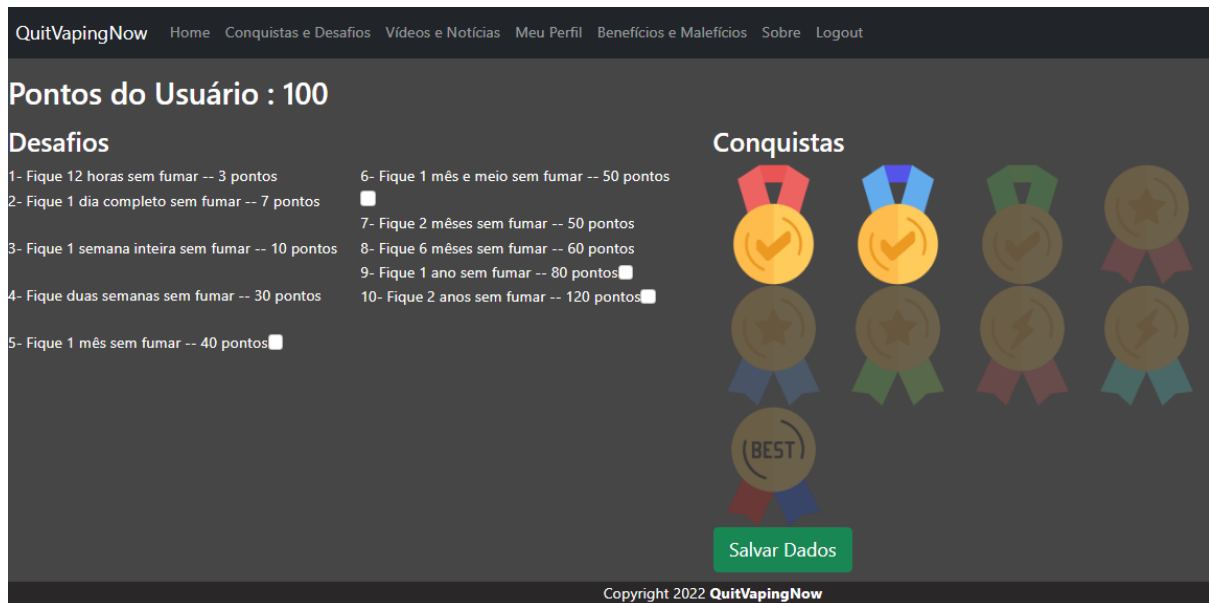 QuitVapingNow Home Conquistas e Desafios Vídeos e Notícias Meu Perfil Benefícios e Malefícios Sobre Logout
Pontos do Usuário : 100
Desafios
1- Fique 12 horas sem fumar -- 3 pontos
2- Fique 1 dia completo sem fumar -- 7 pontos
3- Fique 1 semana inteira sem fumar -- 10 pontos
4- Fique duas semanas sem fumar -- 30 pontos
5- Fique 1 mês sem fumar -- 40 pontos
6- Fique 1 mês e meio sem fumar -- 50 pontos
7- Fique 2 mêses sem fumar -- 50 pontos
8- Fique 6 mêses sem fumar -- 60 pontos
9- Fique 1 ano sem fumar -- 80 pontos
10- Fique 2 anos sem fumar -- 120 pontos
Conquistas
BEST
Salvar Dados
Copyright 2022 QuitVapingNow